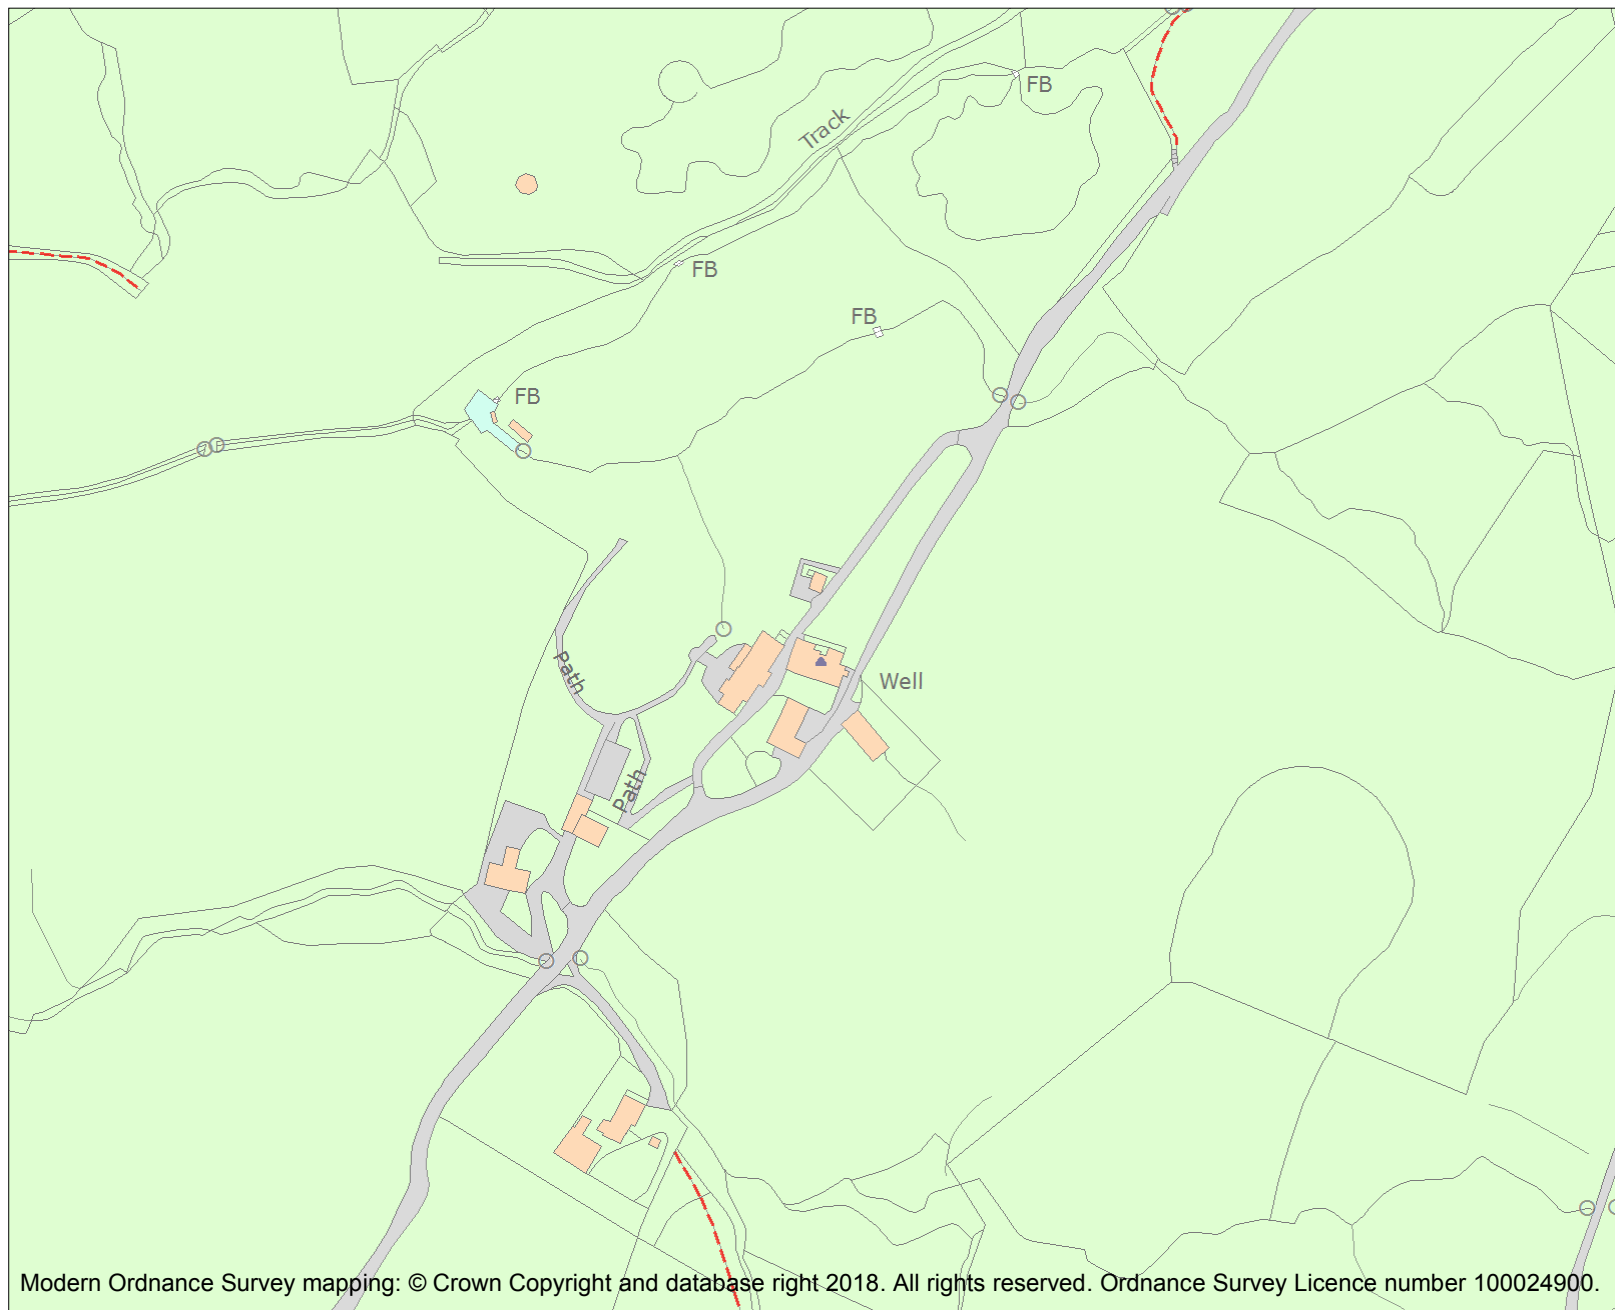 FB
Track
FB
FB
FB
Path
Well
Path
Modern Ordnance Survey mapping: © Crown Copyright and database right 2018. All rights reserved. Ordnance Survey Licence number 100024900.